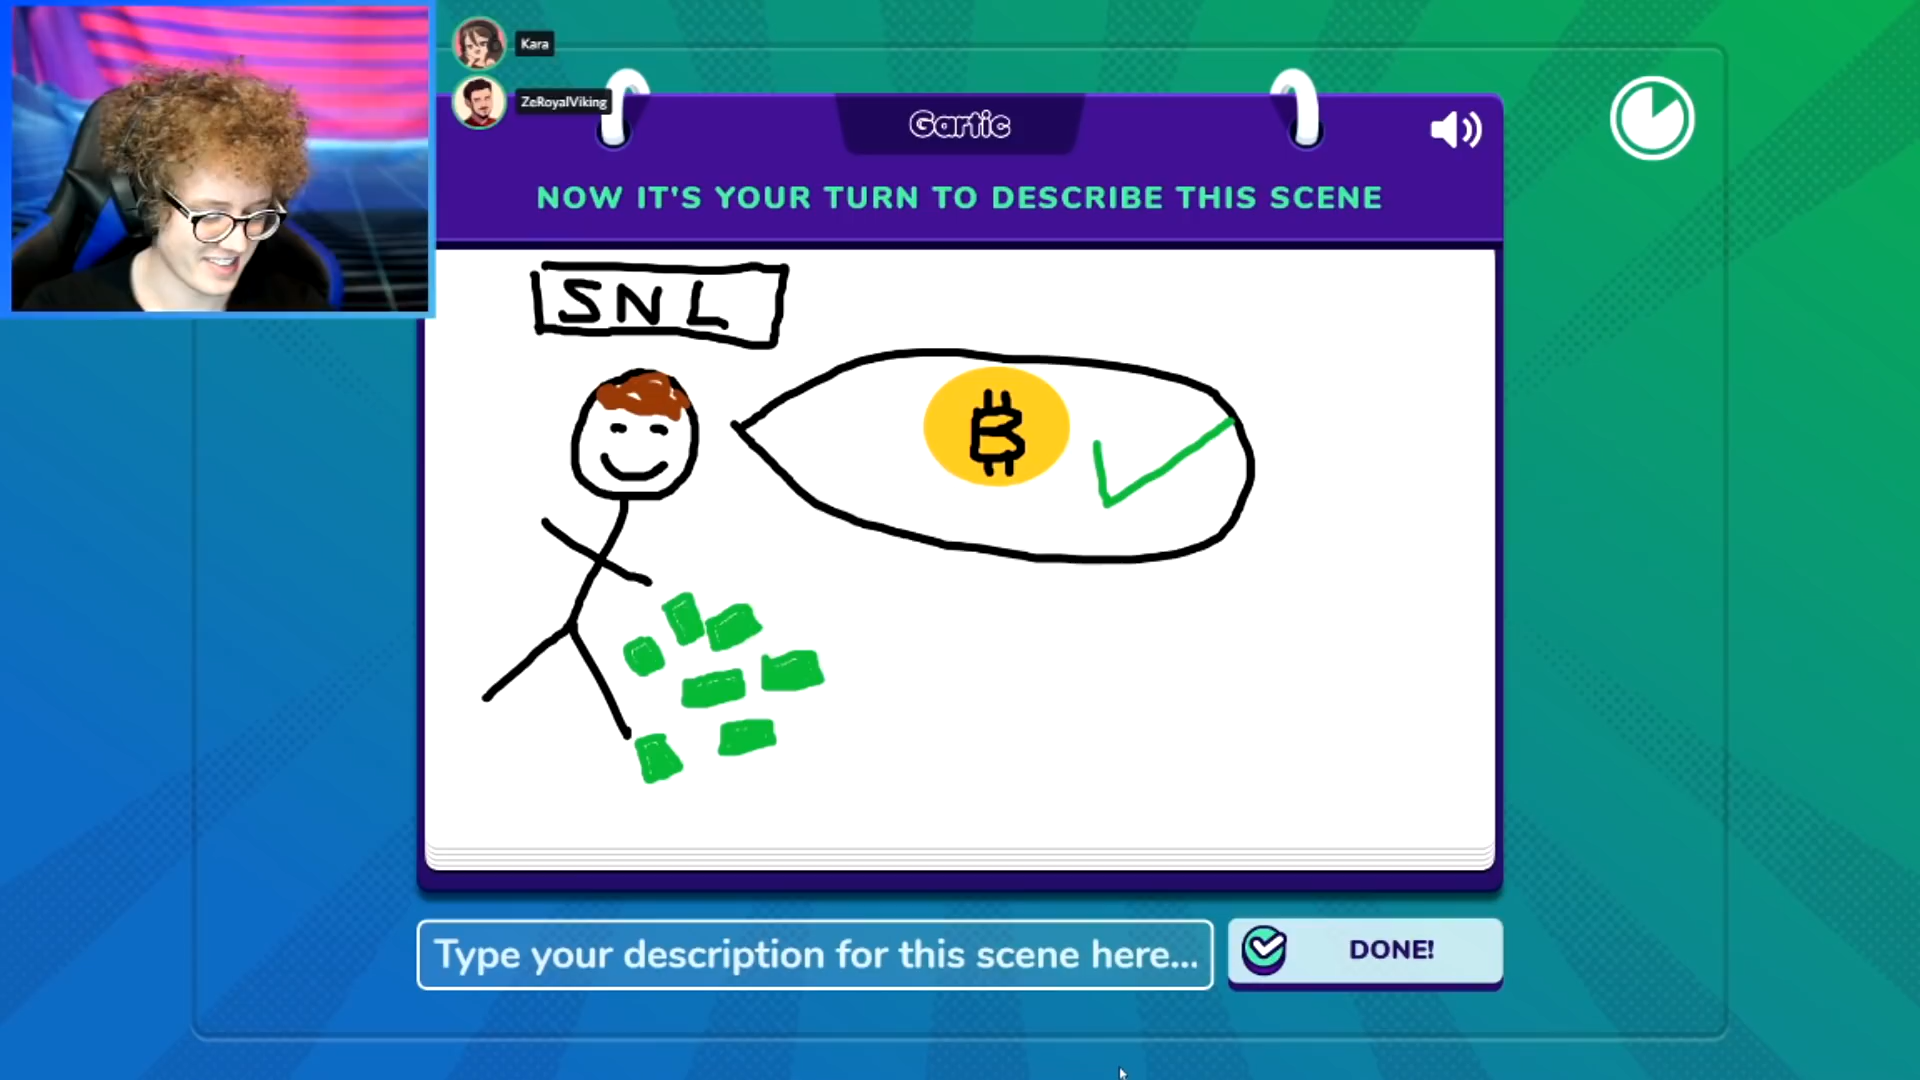 Kara
ZeRoyalViking
Gartic
NOW IT'S YOUR TURN TO DESCRIBE THIS SCENE
SNL
₿
Type your description for this scene here...
DONE!